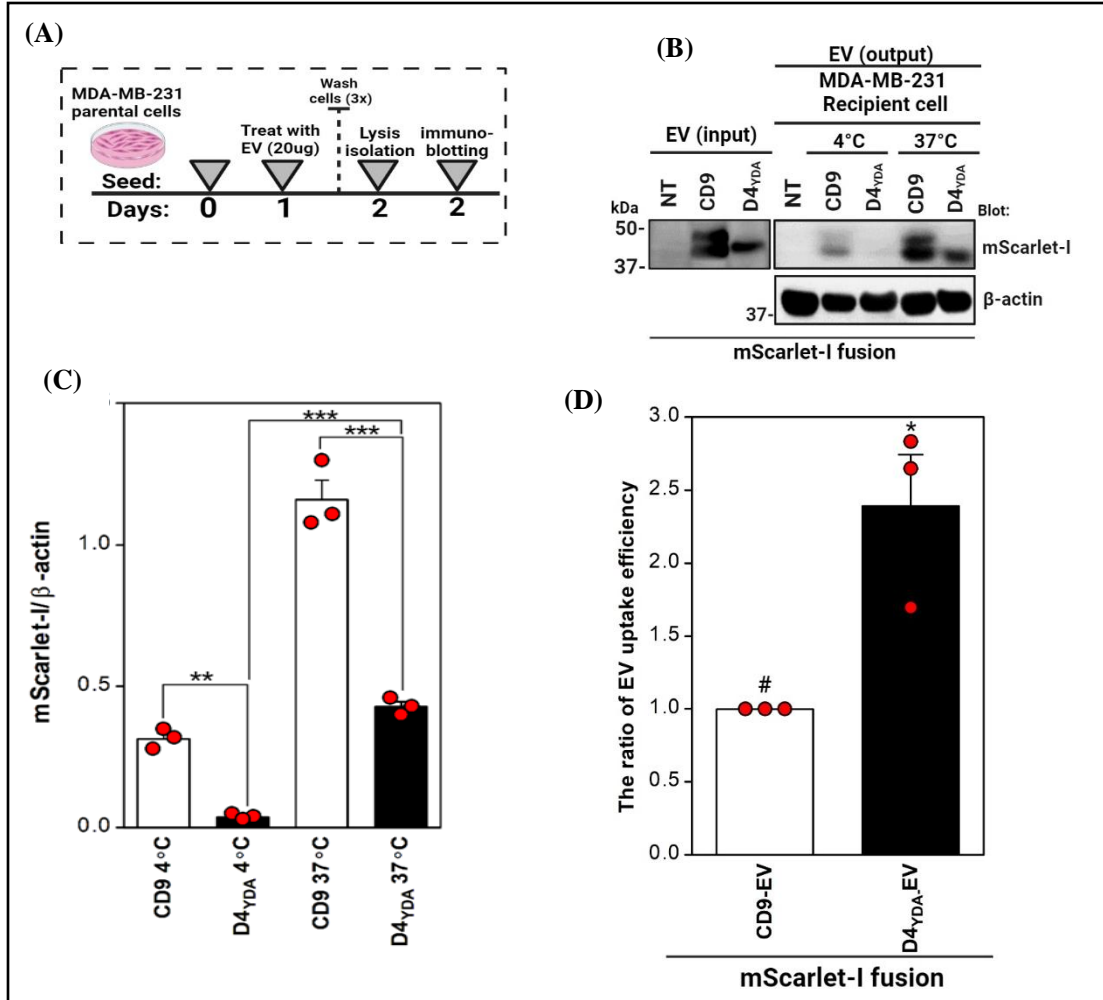 (A)
MDA-MB-231
parental cells
Wash
cells (3x)
Treat with
EV (20ug)
Lysis
isolation
immuno-
blotting
Seed:
Days: 0 1 2 2
(B)
EV (output)
MDA-MB-231
Recipient cell
EV (input)
4°C 37°C
NT CD9 D4YDA NT CD9 D4YDA CD9 D4YDA
kDa
Blot:
50-
37-
mScarlet-I
37-
β-actin
mScarlet-I fusion
(C)
mScarlet-I/β-actin
1.0
0.5
0.0
***
***
**
CD9 4°C
D4YDA 4°C
CD9 37°C
D4YDA 37°C
(D)
The ratio of EV uptake efficiency
3.0
2.5
2.0
1.5
1.0
0.5
0.0
#
*
CD9-EV
D4YDA-EV
mScarlet-I fusion